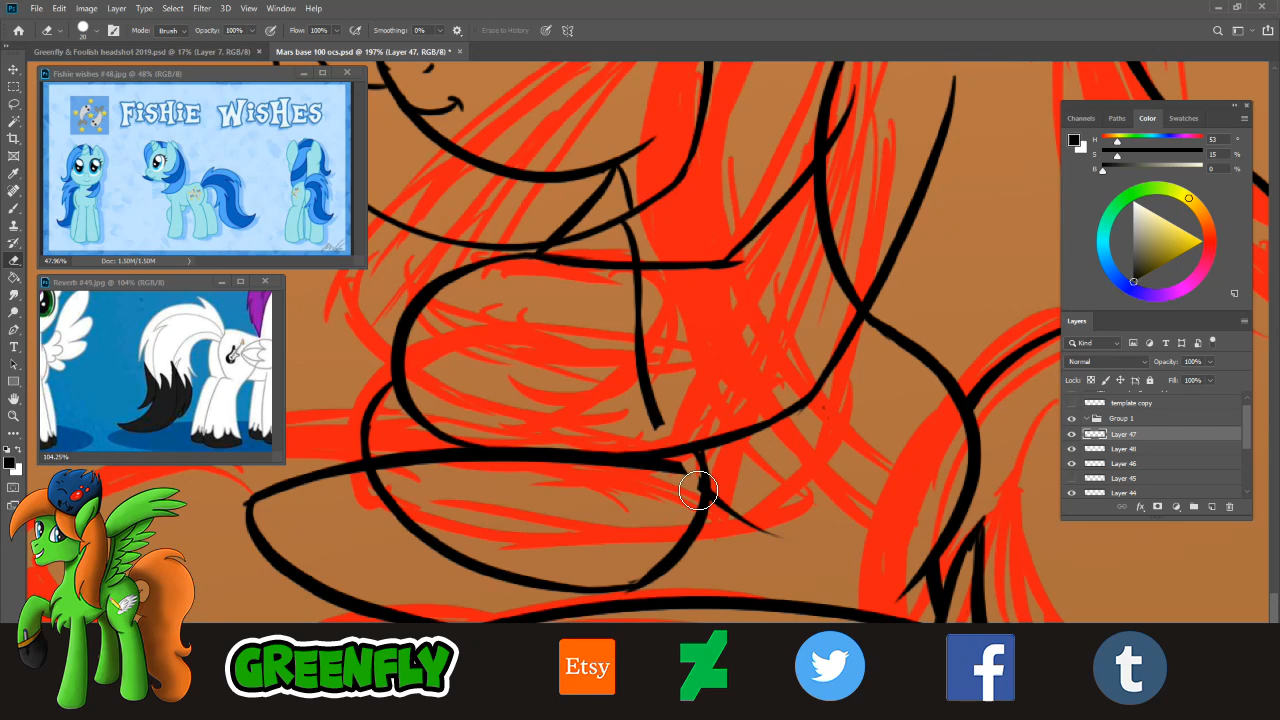 File Edit Image Layer Type Select Filter 3D View Window Help
20 Mode: Brush Opacity: 100% Flow: 100% Smoothing: 0% Erase to History
Greenfly & Foolish headshot 2019.psd @ 17% (Layer 7, RGB/8) × Mars base 100 ocs.psd @ 197% (Layer 47, RGB/8) * ×
Fishie wishes #48.jpg @ 48% (RGB/8)
FiSHiE WiSHES
47.96% Doc: 1.50M/1.50M
Reverb #49.jpg @ 104% (RGB/8)
104.25%
Channels Paths Color Swatches
H 53 °
S 15 %
B 0 %
Layers
Kind
Normal Opacity: 100%
Lock: Fill: 100%
template copy
Group 1
Layer 47
Layer 48
Layer 46
Layer 45
Layer 44
fx
GREENFLY Etsy f t